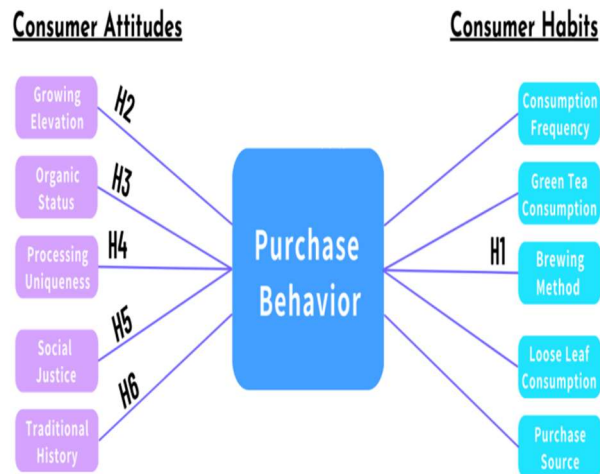 Consumer Attitudes
Growing
Elevation
H2
Organic
Status
H3
Processing
Uniqueness
H4
Social
Justice
H5
Traditional
History
H6
Purchase
Behavior
Consumer Habits
Consumption
Frequency
Green Tea
Consumption
H1
Brewing
Method
Loose Leaf
Consumption
Purchase
Source